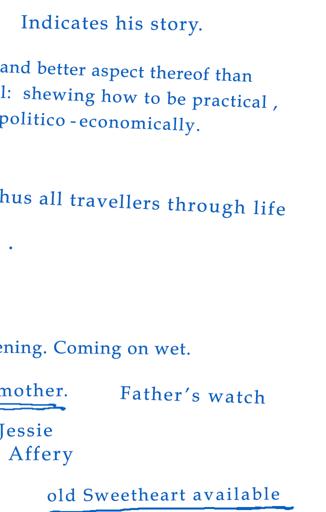 Indicates his story.
and better aspect thereof than
l: shewing how to be practical ,
politico - economically.
hus all travellers through life
.
ening. Coming on wet.
mother. Father's watch
Jessie
Affery
old Sweetheart available